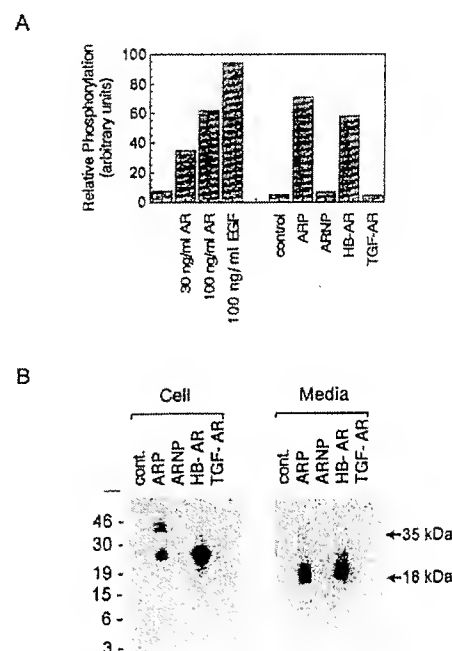 A
Relative Phosphorylation
(arbitrary units)
100
80
60
40
20
0
30 ng/ml AR
100 ng/ml AR
100 ng/ml EGF
control
ARP
ARNP
HB-AR
TGF-AR
B
Cell
Media
cont.
ARP
ARNP
HB- AR
TGF- AR
cont.
ARP
ARNP
HB- AR
TGF- AR
46 -
30 -
19 -
15 -
6 -
3 -
←35 kDa
←18 kDa